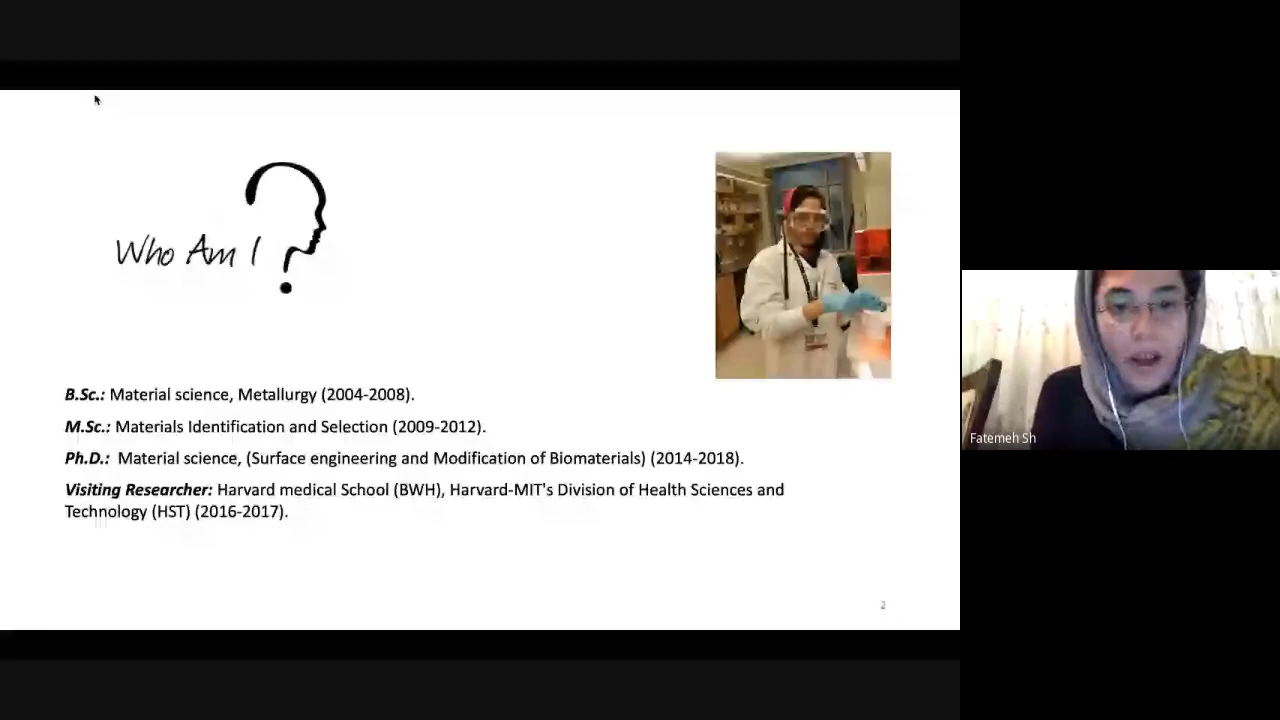 Who Am I
B.Sc.: Material science, Metallurgy (2004-2008).
M.Sc.: Materials Identification and Selection (2009-2012).
Ph.D.: Material science, (Surface engineering and Modification of Biomaterials) (2014-2018).
Visiting Researcher: Harvard medical School (BWH), Harvard-MIT's Division of Health Sciences and
Technology (HST) (2016-2017).
2
Fatemeh Sh